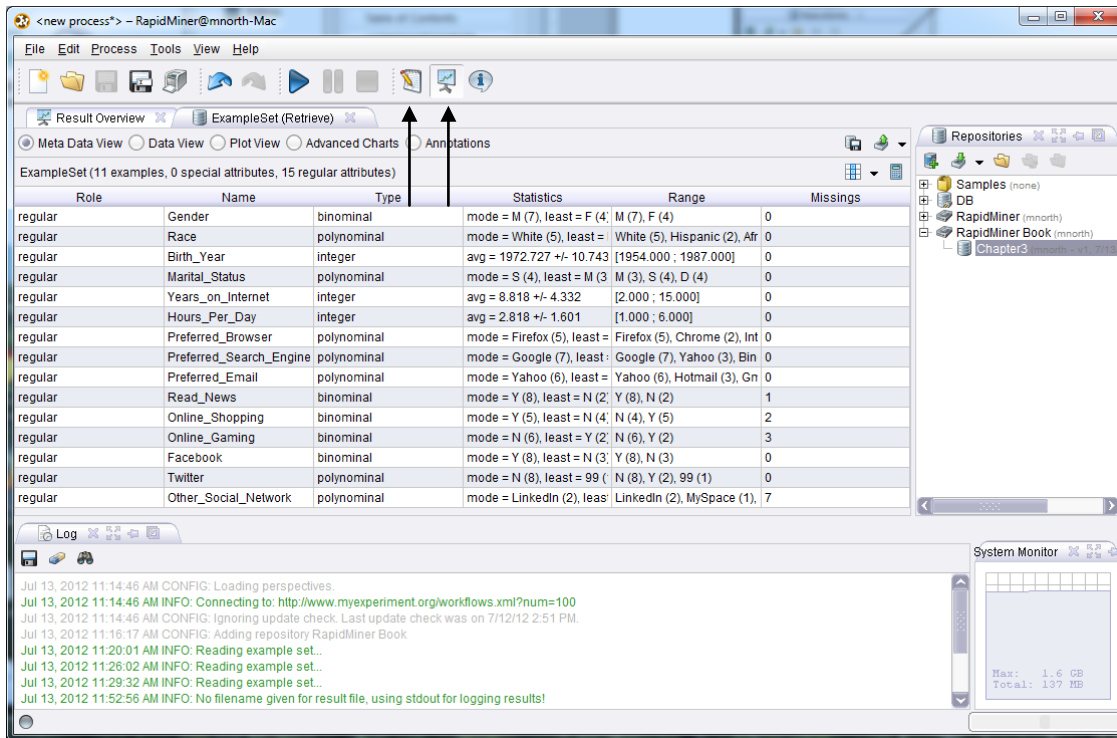 <new process*> – RapidMiner@mnorth-Mac
File Edit Process Tools View Help
Result Overview ExampleSet (Retrieve)
Meta Data View Data View Plot View Advanced Charts Annotations
ExampleSet (11 examples, 0 special attributes, 15 regular attributes)
Role Name Type Statistics Range Missings
regular Gender binominal mode = M (7), least = F (4) M (7), F (4) 0
regular Race polynominal mode = White (5), least = White (5), Hispanic (2), Afr 0
regular Birth_Year integer avg = 1972.727 +/- 10.743 [1954.000 ; 1987.000] 0
regular Marital_Status polynominal mode = S (4), least = M (3 M (3), S (4), D (4) 0
regular Years_on_Internet integer avg = 8.818 +/- 4.332 [2.000 ; 15.000] 0
regular Hours_Per_Day integer avg = 2.818 +/- 1.601 [1.000 ; 6.000] 0
regular Preferred_Browser polynominal mode = Firefox (5), least = Firefox (5), Chrome (2), Int 0
regular Preferred_Search_Engine polynominal mode = Google (7), least Google (7), Yahoo (3), Bin 0
regular Preferred_Email polynominal mode = Yahoo (6), least = Yahoo (6), Hotmail (3), Gm 0
regular Read_News binominal mode = Y (8), least = N (2) Y (8), N (2) 1
regular Online_Shopping binominal mode = Y (5), least = N (4) N (4), Y (5) 2
regular Online_Gaming binominal mode = N (6), least = Y (2) N (6), Y (2) 3
regular Facebook binominal mode = Y (8), least = N (3) Y (8), N (3) 0
regular Twitter polynominal mode = N (8), least = 99 ( N (8), Y (2), 99 (1) 0
regular Other_Social_Network polynominal mode = LinkedIn (2), leas LinkedIn (2), MySpace (1), 7
Repositories
Samples (none)
DB
RapidMiner (mnorth)
RapidMiner Book (mnorth)
Chapter3 (mnorth - v1, 7/13
Log
Jul 13, 2012 11:14:46 AM CONFIG: Loading perspectives.
Jul 13, 2012 11:14:46 AM INFO: Connecting to: http://www.myexperiment.org/workflows.xml?num=100
Jul 13, 2012 11:14:46 AM CONFIG: Ignoring update check. Last update check was on 7/12/12 2:51 PM.
Jul 13, 2012 11:16:17 AM CONFIG: Adding repository RapidMiner Book
Jul 13, 2012 11:20:01 AM INFO: Reading example set...
Jul 13, 2012 11:26:02 AM INFO: Reading example set...
Jul 13, 2012 11:29:32 AM INFO: Reading example set...
Jul 13, 2012 11:52:56 AM INFO: No filename given for result file, using stdout for logging results!
System Monitor
Max: 1.6 GB
Total: 137 MB